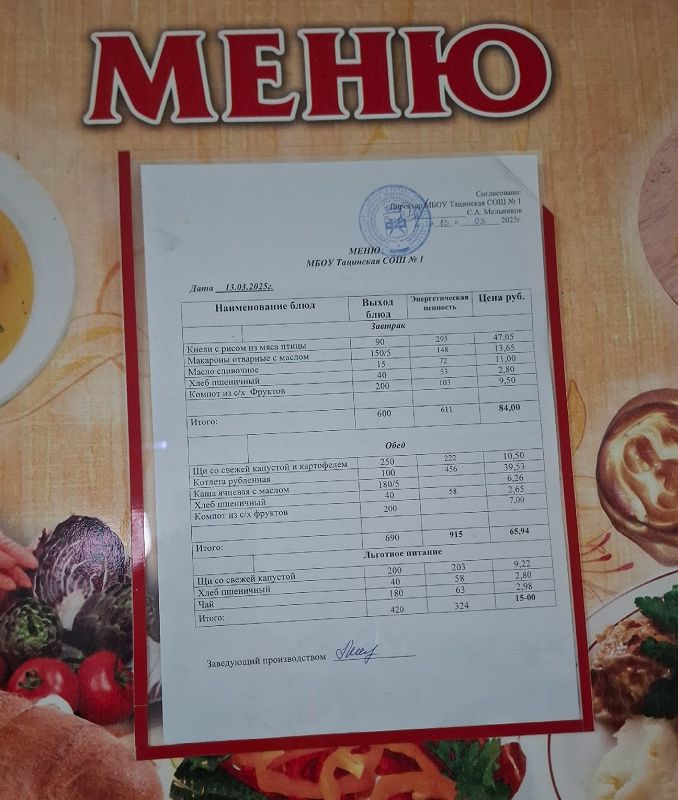 МЕНЮ
Согласовано:
Директор МБОУ Тацинская СОШ № 1
С.А. Мельников
« 13 » 03 2025г.
МЕНЮ
МБОУ Тацинская СОШ № 1
Дата 13.03.2025г.
Наименование блюд Выход блюд Энергетическая ценность Цена руб.
Завтрак
Кнели с рисом из мяса птицы 90 295 47,05
Макароны отварные с маслом 150/5 148 13,65
Масло сливочное 15 72 11,00
Хлеб пшеничный 40 53 2,80
Компот из с/х Фруктов 200 103 9,50
Итого: 600 611 84,00
Обед
Щи со свежей капустой и картофелем 250 222 10,50
Котлета рубленная 100 456 39,53
Каша ячневая с маслом 180/5 6,26
Хлеб пшеничный 40 58 2,65
Компот из с/х фруктов 200 7,00
Итого: 690 915 65,94
Льготное питание
Щи со свежей капустой 200 203 9,22
Хлеб пшеничный 40 58 2,80
Чай 180 63 2,98
Итого: 420 324 15-00
Заведующий производством